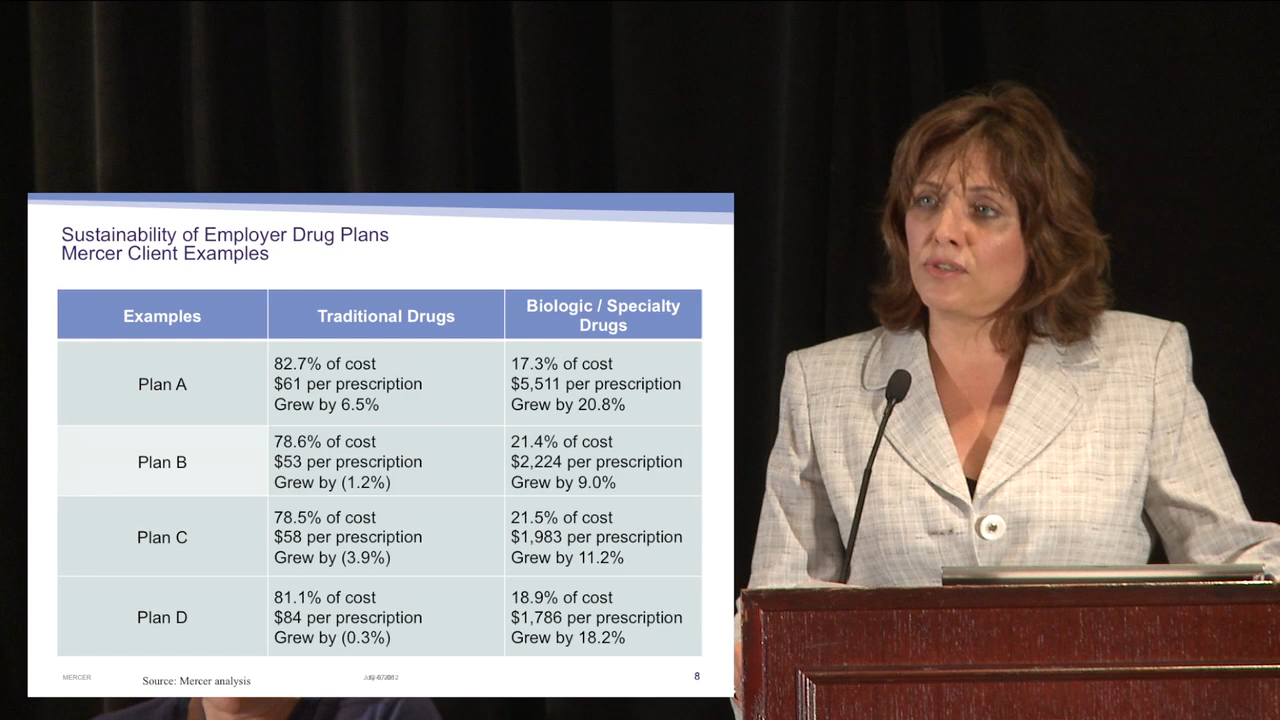 Sustainability of Employer Drug Plans
Mercer Client Examples
Examples
Traditional Drugs
Biologic / Specialty
Drugs
Plan A
82.7% of cost
$61 per prescription
Grew by 6.5%
17.3% of cost
$5,511 per prescription
Grew by 20.8%
Plan B
78.6% of cost
$53 per prescription
Grew by (1.2%)
21.4% of cost
$2,224 per prescription
Grew by 9.0%
Plan C
78.5% of cost
$58 per prescription
Grew by (3.9%)
21.5% of cost
$1,983 per prescription
Grew by 11.2%
Plan D
81.1% of cost
$84 per prescription
Grew by (0.3%)
18.9% of cost
$1,786 per prescription
Grew by 18.2%
MERCER
Source: Mercer analysis
8